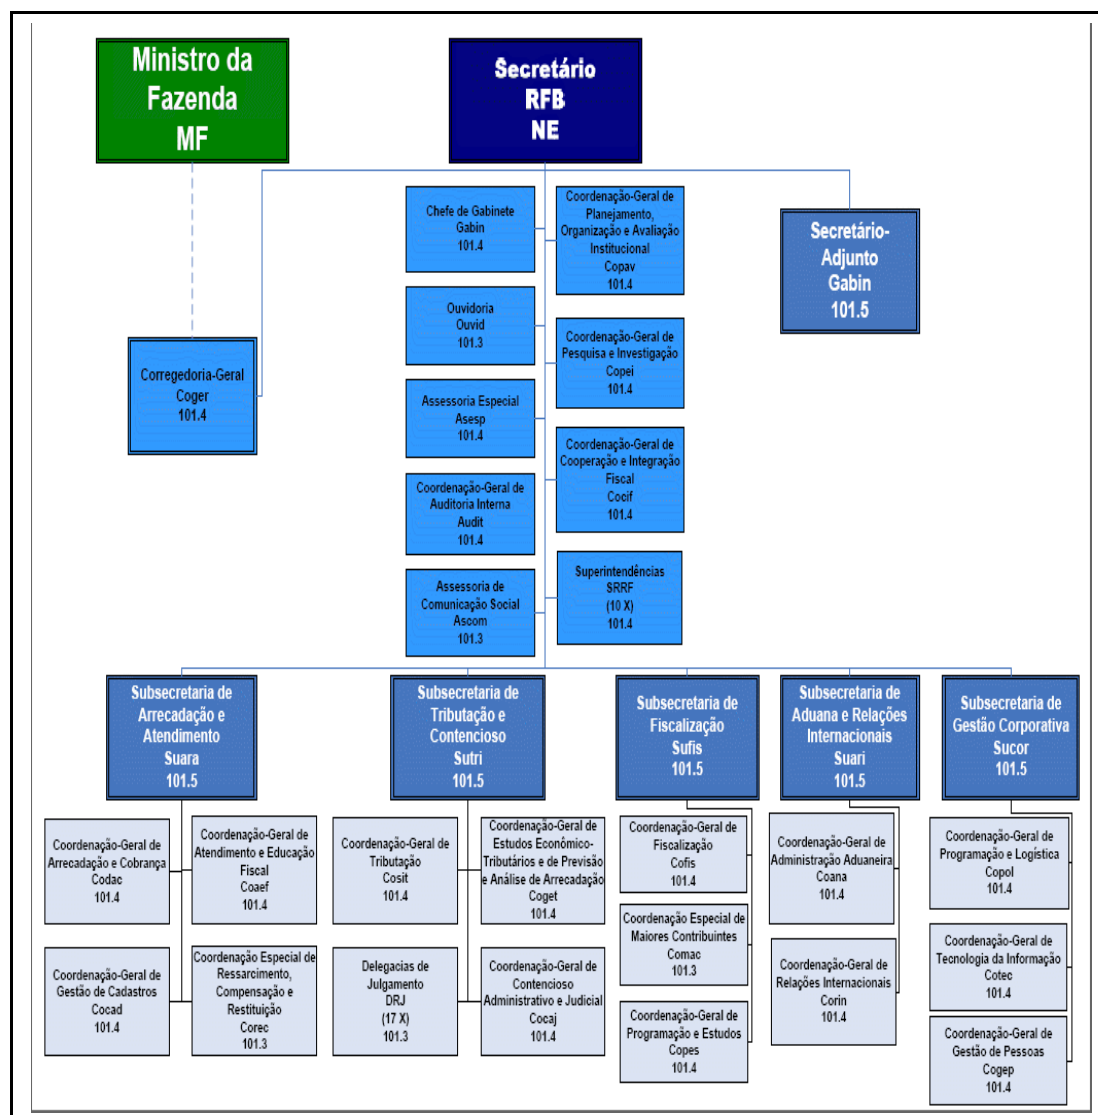 Ministro da
Fazenda
MF
Secretário
RFB
NE
Chefe de Gabinete
Gabin
101.4
Coordenação-Geral de
Planejamento,
Organização e Avaliação
Institucional
Copav
101.4
Secretário-
Adjunto
Gabin
101.5
Ouvidoria
Ouvid
101.3
Coordenação-Geral de
Pesquisa e Investigação
Copei
101.4
Corregedoria-Geral
Coger
101.4
Assessoria Especial
Asesp
101.4
Coordenação-Geral de
Cooperação e Integração
Fiscal
Cocif
101.4
Coordenação-Geral de
Auditoria Interna
Audit
101.4
Superintendências
SRRF
(10 X)
101.4
Assessoria de
Comunicação Social
Ascom
101.3
Subsecretaria de
Arrecadação e
Atendimento
Suara
101.5
Subsecretaria de
Tributação e
Contencioso
Sutri
101.5
Subsecretaria de
Fiscalização
Sufis
101.5
Subsecretaria de
Aduana e Relações
Internacionais
Suari
101.5
Subsecretaria de
Gestão Corporativa
Sucor
101.5
Coordenação-Geral de
Arrecadação e Cobrança
Codac
101.4
Coordenação-Geral de
Atendimento e Educação
Fiscal
Coaef
101.4
Coordenação-Geral de
Tributação
Cosit
101.4
Coordenação-Geral de
Estudos Econômico-
Tributários e de Previsão
e Análise de Arrecadação
Coget
101.4
Coordenação-Geral de
Fiscalização
Cofis
101.4
Coordenação-Geral de
Administração Aduaneira
Coana
101.4
Coordenação-Geral de
Programação e Logística
Copol
101.4
Coordenação-Geral de
Gestão de Cadastros
Cocad
101.4
Coordenação Especial de
Ressarcimento,
Compensação e
Restituição
Corec
101.3
Delegacias de
Julgamento
DRJ
(17 X)
101.3
Coordenação-Geral de
Contencioso
Administrativo e Judicial
Cocaj
101.4
Coordenação Especial de
Maiores Contribuintes
Comac
101.3
Coordenação-Geral de
Relações Internacionais
Corin
101.4
Coordenação-Geral de
Tecnologia da Informação
Cotec
101.4
Coordenação-Geral de
Programação e Estudos
Copes
101.4
Coordenação-Geral de
Gestão de Pessoas
Cogep
101.4